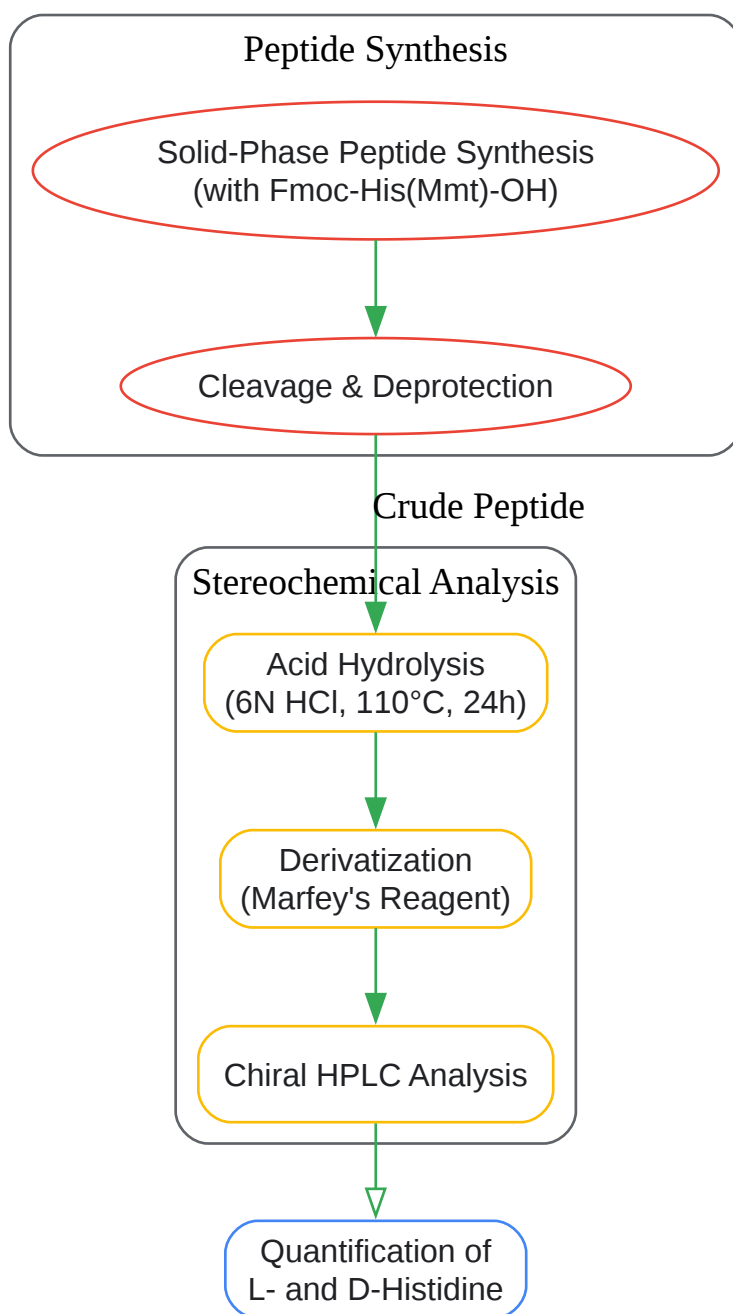 Peptide Synthesis
Solid-Phase Peptide Synthesis
(with Fmoc-His(Mmt)-OH)
Cleavage & Deprotection
Crude Peptide
Stereochemical Analysis
Acid Hydrolysis
(6N HCl, 110°C, 24h)
Derivatization
(Marfey's Reagent)
Chiral HPLC Analysis
Quantification of
L- and D-Histidine